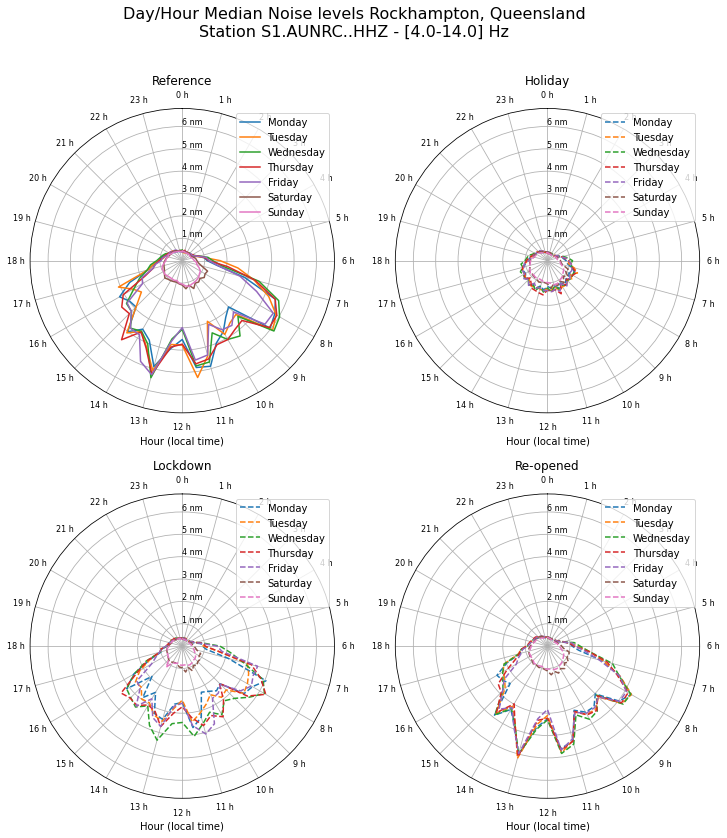 Day/Hour Median Noise levels Rockhampton, Queensland
Station S1.AUNRC..HHZ - [4.0-14.0] Hz
Reference
0 h
1 h
4 h
5 h
6 h
7 h
8 h
9 h
10 h
11 h
12 h
13 h
14 h
15 h
16 h
17 h
18 h
19 h
20 h
21 h
22 h
23 h
1 nm
2 nm
3 nm
4 nm
5 nm
6 nm
Monday
Tuesday
Wednesday
Thursday
Friday
Saturday
Sunday
Hour (local time)
Holiday
0 h
1 h
4 h
5 h
6 h
7 h
8 h
9 h
10 h
11 h
12 h
13 h
14 h
15 h
16 h
17 h
18 h
19 h
20 h
21 h
22 h
23 h
1 nm
2 nm
3 nm
4 nm
5 nm
6 nm
Monday
Tuesday
Wednesday
Thursday
Friday
Saturday
Sunday
Hour (local time)
Lockdown
0 h
1 h
4 h
5 h
6 h
7 h
8 h
9 h
10 h
11 h
12 h
13 h
14 h
15 h
16 h
17 h
18 h
19 h
20 h
21 h
22 h
23 h
1 nm
2 nm
3 nm
4 nm
5 nm
6 nm
Monday
Tuesday
Wednesday
Thursday
Friday
Saturday
Sunday
Hour (local time)
Re-opened
0 h
1 h
4 h
5 h
6 h
7 h
8 h
9 h
10 h
11 h
12 h
13 h
14 h
15 h
16 h
17 h
18 h
19 h
20 h
21 h
22 h
23 h
1 nm
2 nm
3 nm
4 nm
5 nm
6 nm
Monday
Tuesday
Wednesday
Thursday
Friday
Saturday
Sunday
Hour (local time)